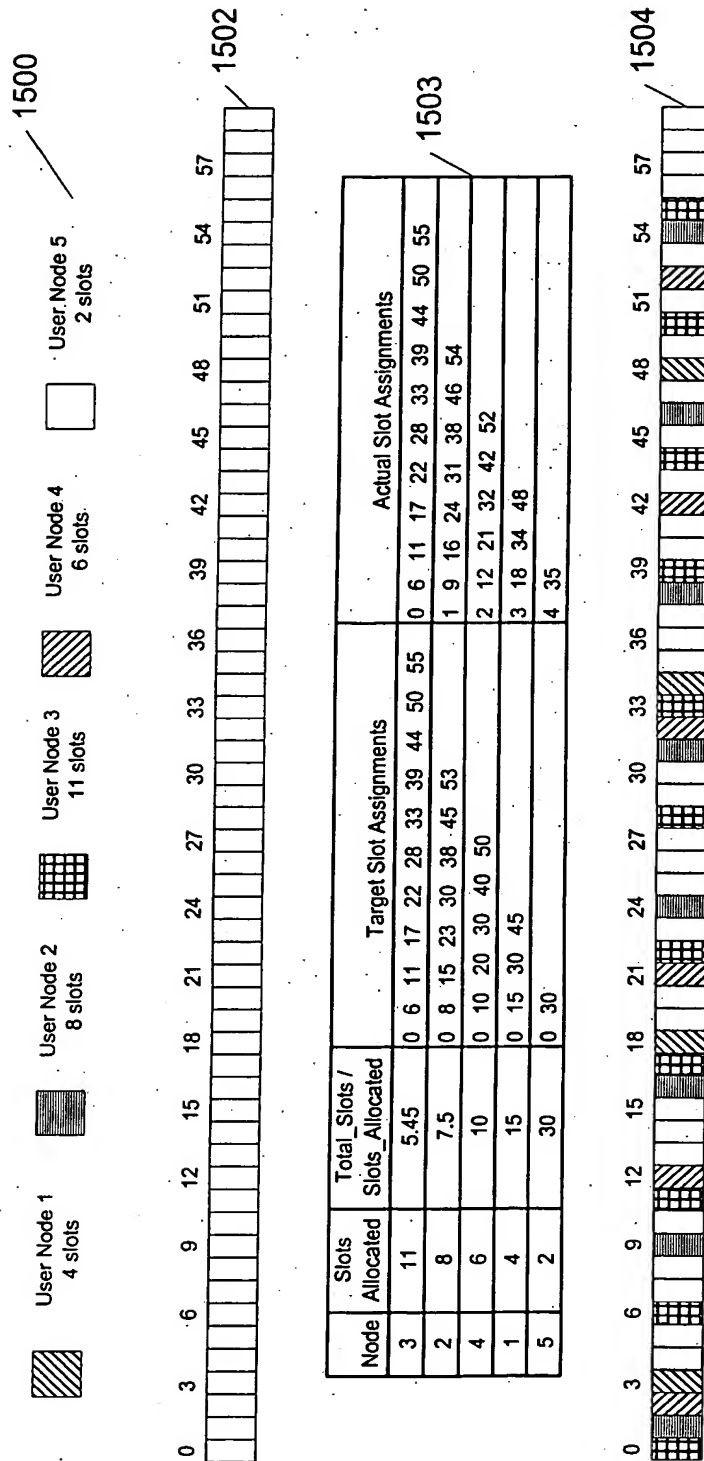 1500
User Node 1
4 slots
User Node 2
8 slots
User Node 3
11 slots
User Node 4
6 slots
User Node 5
2 slots
0 3 6 9 12 15 18 21 24 27 30 33 36 39 42 45 48 51 54 57
1502
1503
Node Slots Allocated Total_Slots / Slots_Allocated Target Slot Assignments Actual Slot Assignments
3 11 5.45 0 6 11 17 22 28 33 39 44 50 55 0 6 11 17 22 28 33 39 44 50 55
2 8 7.5 0 8 15 23 30 38 45 53 1 9 16 24 31 38 46 54
4 6 10 0 10 20 30 40 50 2 12 21 32 42 52
1 4 15 0 15 30 45 3 18 34 48
5 2 30 0 30 4 35
0 3 6 9 12 15 18 21 24 27 30 33 36 39 42 45 48 51 54 57
1504